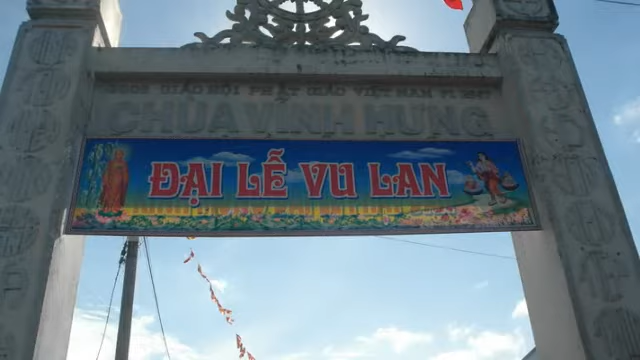 GIÁO HỘI PHẬT GIÁO VIỆT NAM
CHÙA VĨNH HƯNG
ĐẠI LỄ VU LAN